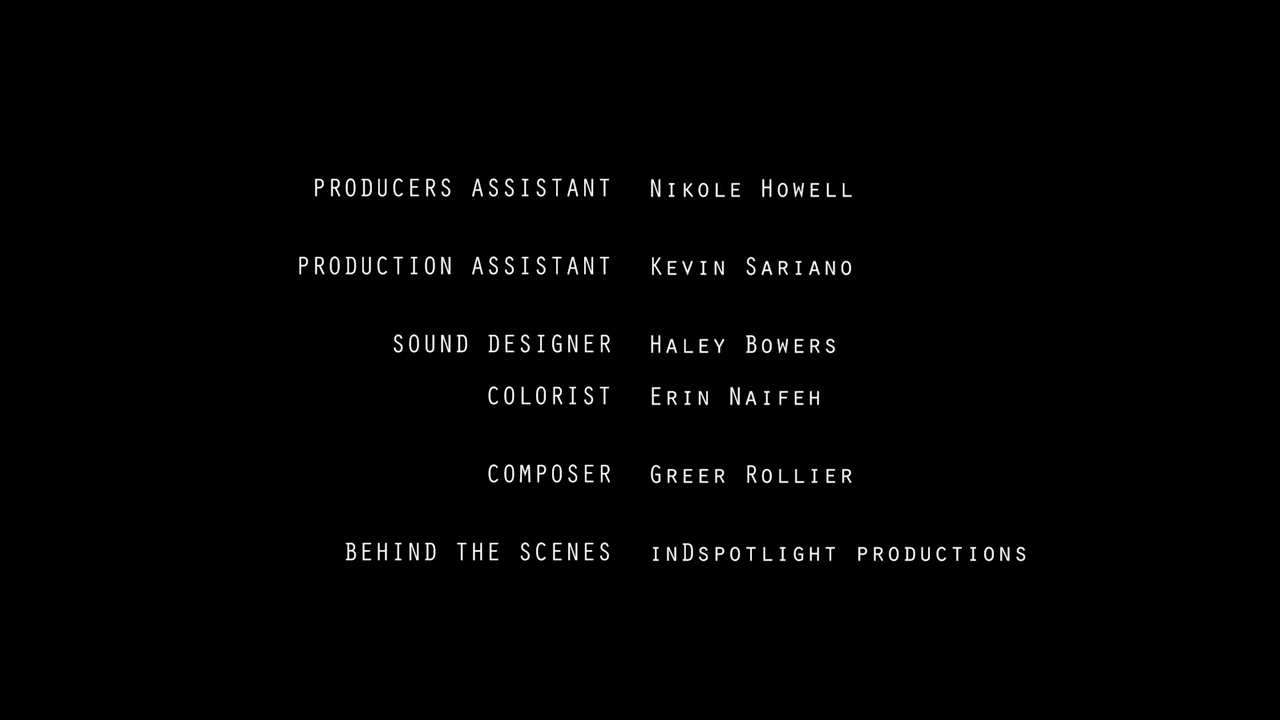 PRODUCERS ASSISTANT Nikole Howell
PRODUCTION ASSISTANT Kevin Sariano
SOUND DESIGNER Haley Bowers
COLORIST Erin Naifeh
COMPOSER Greer Rollier
BEHIND THE SCENES inDspotlight productions